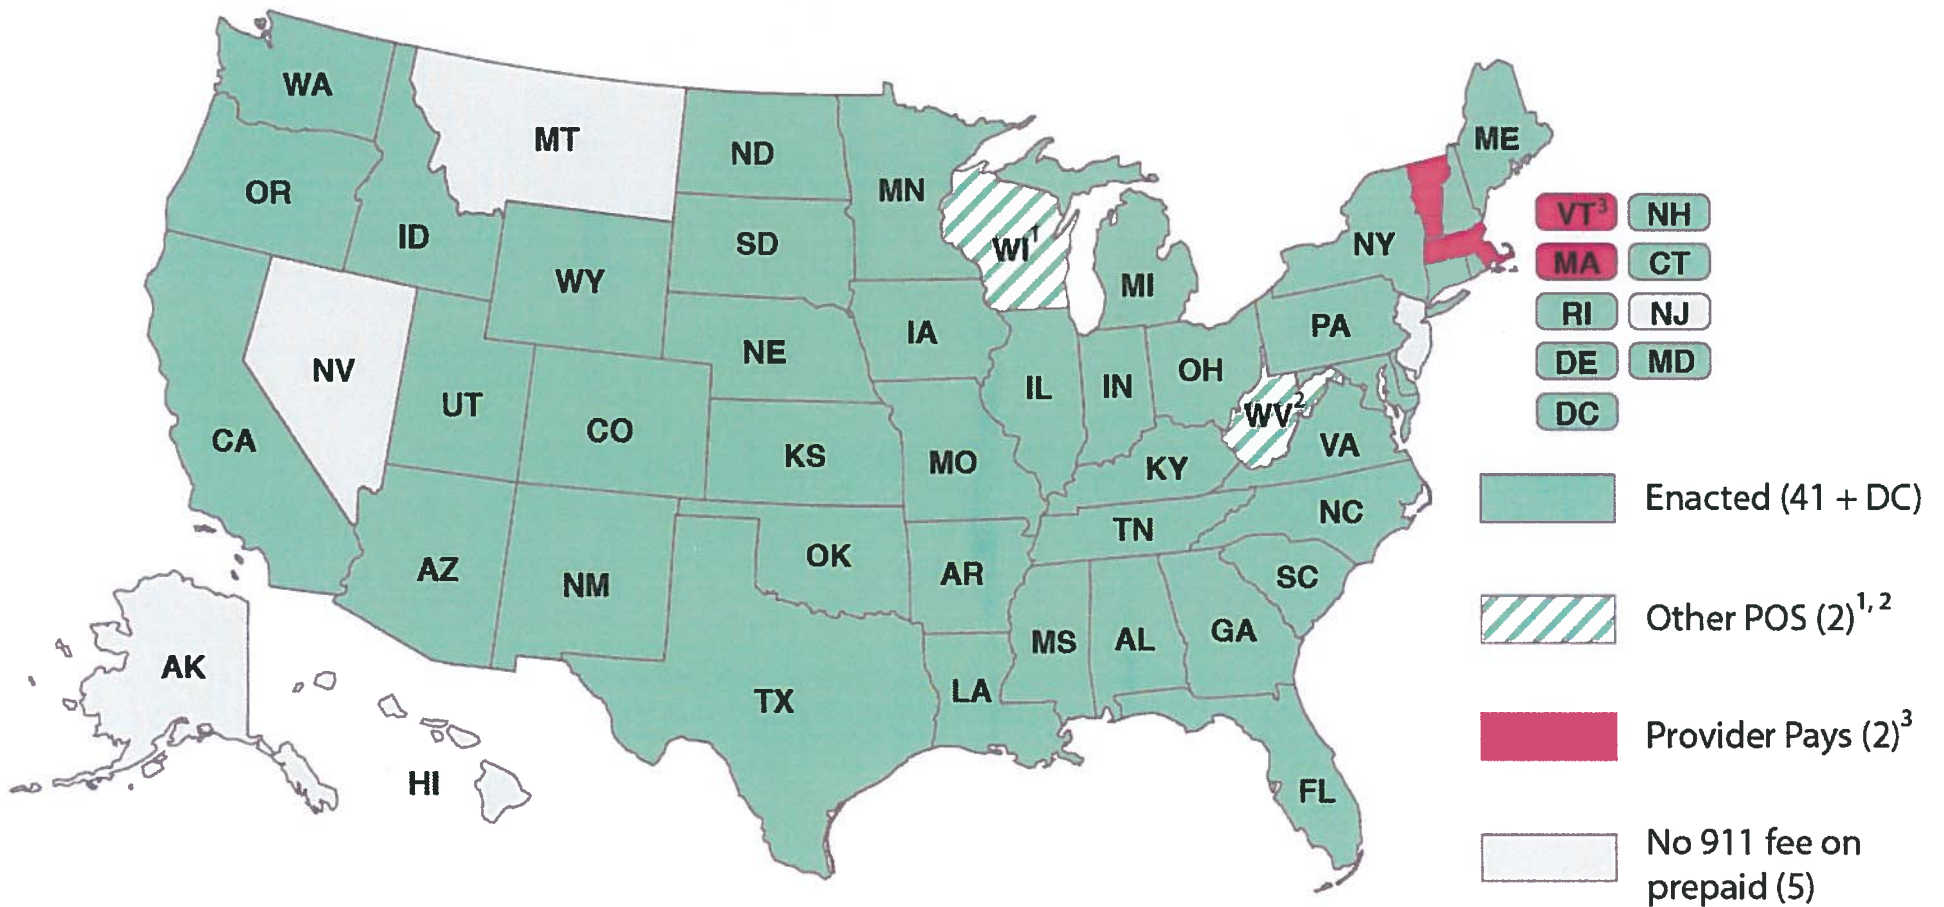 WA
MT
ND
MN
ME
OR
ID
SD
WI¹
MI
NY
VT³ NH
MA CT
RI NJ
DE MD
DC
WY
IA
PA
NV
UT
NE
IL
IN
OH
WV²
VA
CA
CO
KS
MO
KY
NC
TN
AZ
NM
OK
AR
SC
MS
AL
GA
AK
TX
LA
HI
FL
Enacted (41 + DC)
Other POS (2)¹, ²
Provider Pays (2)³
No 911 fee on
prepaid (5)